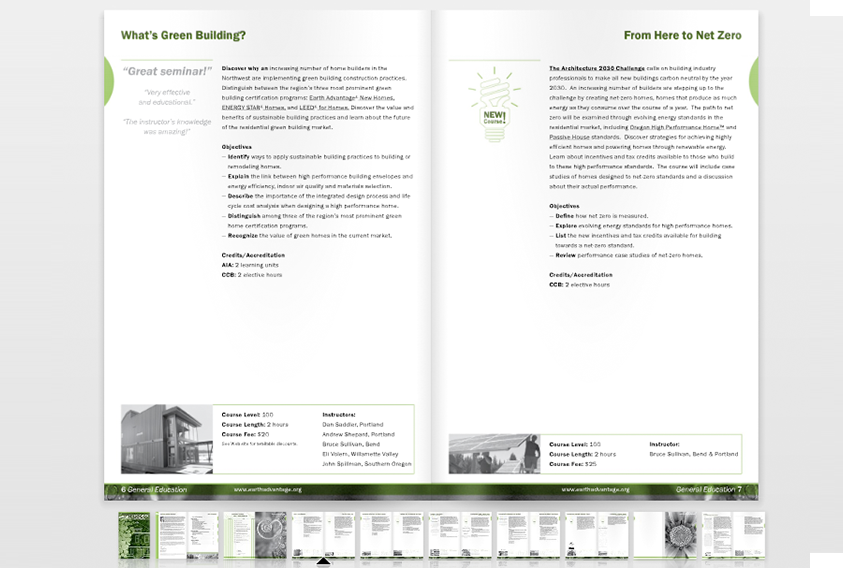 What's Green Building?
"Great seminar!"
"Very effective
and educational."
"The instructor's knowledge
was amazing!"
Discover why an increasing number of home builders in the
Northwest are implementing green building construction practices.
Distinguish between the region's three most prominent green
building certification programs: Earth Advantage® New Homes,
ENERGY STAR® Homes, and LEED® for Homes. Discover the value and
benefits of sustainable building practices and learn about the future
of the residential green building market.
Objectives
– Identify ways to apply sustainable building practices to building or
remodeling homes.
– Explain the link between high performance building envelopes and
energy efficiency, indoor air quality and materials selection.
– Describe the importance of the integrated design process and life
cycle cost analysis when designing a high performance home.
– Distinguish among three of the region's most prominent green
home certification programs.
– Recognize the value of green homes in the current market.
Credits/Accreditation
AIA: 2 learning units
CCB: 2 elective hours
Course Level: 100
Course Length: 2 hours
Course Fee: $20
See website for available discounts.
Instructors:
Dan Saddler, Portland
Andrew Shepard, Portland
Bruce Sullivan, Bend
Eli Volem, Willamette Valley
John Spillman, Southern Oregon
6 General Education
www.earthadvantage.org
From Here to Net Zero
NEW!
Course!
The Architecture 2030 Challenge calls on building industry
professionals to make all new buildings carbon neutral by the year
2030. An increasing number of builders are stepping up to the
challenge by creating net-zero homes, homes that produce as much
energy as they consume over the course of a year. The path to net
zero will be examined through evolving energy standards in the
residential market, including Oregon High Performance Home™ and
Passive House standards. Discover strategies for achieving highly
efficient homes and powering homes through renewable energy.
Learn about incentives and tax credits available to those who build
to these high performance standards. The course will include case
studies of homes designed to net-zero standards and a discussion
about their actual performance.
Objectives
– Define how net zero is measured.
– Explore evolving energy standards for high performance homes.
– List the new incentives and tax credits available for building
towards a net zero standard.
– Review performance case studies of net-zero homes.
Credits/Accreditation
CCB: 2 elective hours
Course Level: 100
Course Length: 2 hours
Course Fee: $25
Instructor:
Bruce Sullivan, Bend & Portland
www.earthadvantage.org
General Education 7